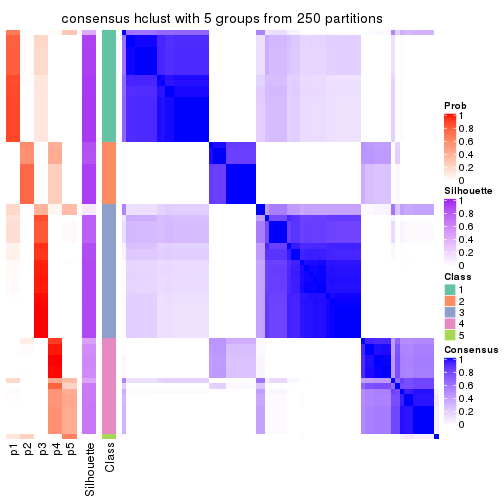 consensus hclust with 5 groups from 250 partitions
Prob
1
0.8
0.6
0.4
0.2
0
Silhouette
1
0.8
0.6
0.4
0.2
0
Class
1
2
3
4
5
Consensus
1
0.8
0.6
0.4
0.2
0
p1
p2
p3
p4
p5
Silhouette
Class